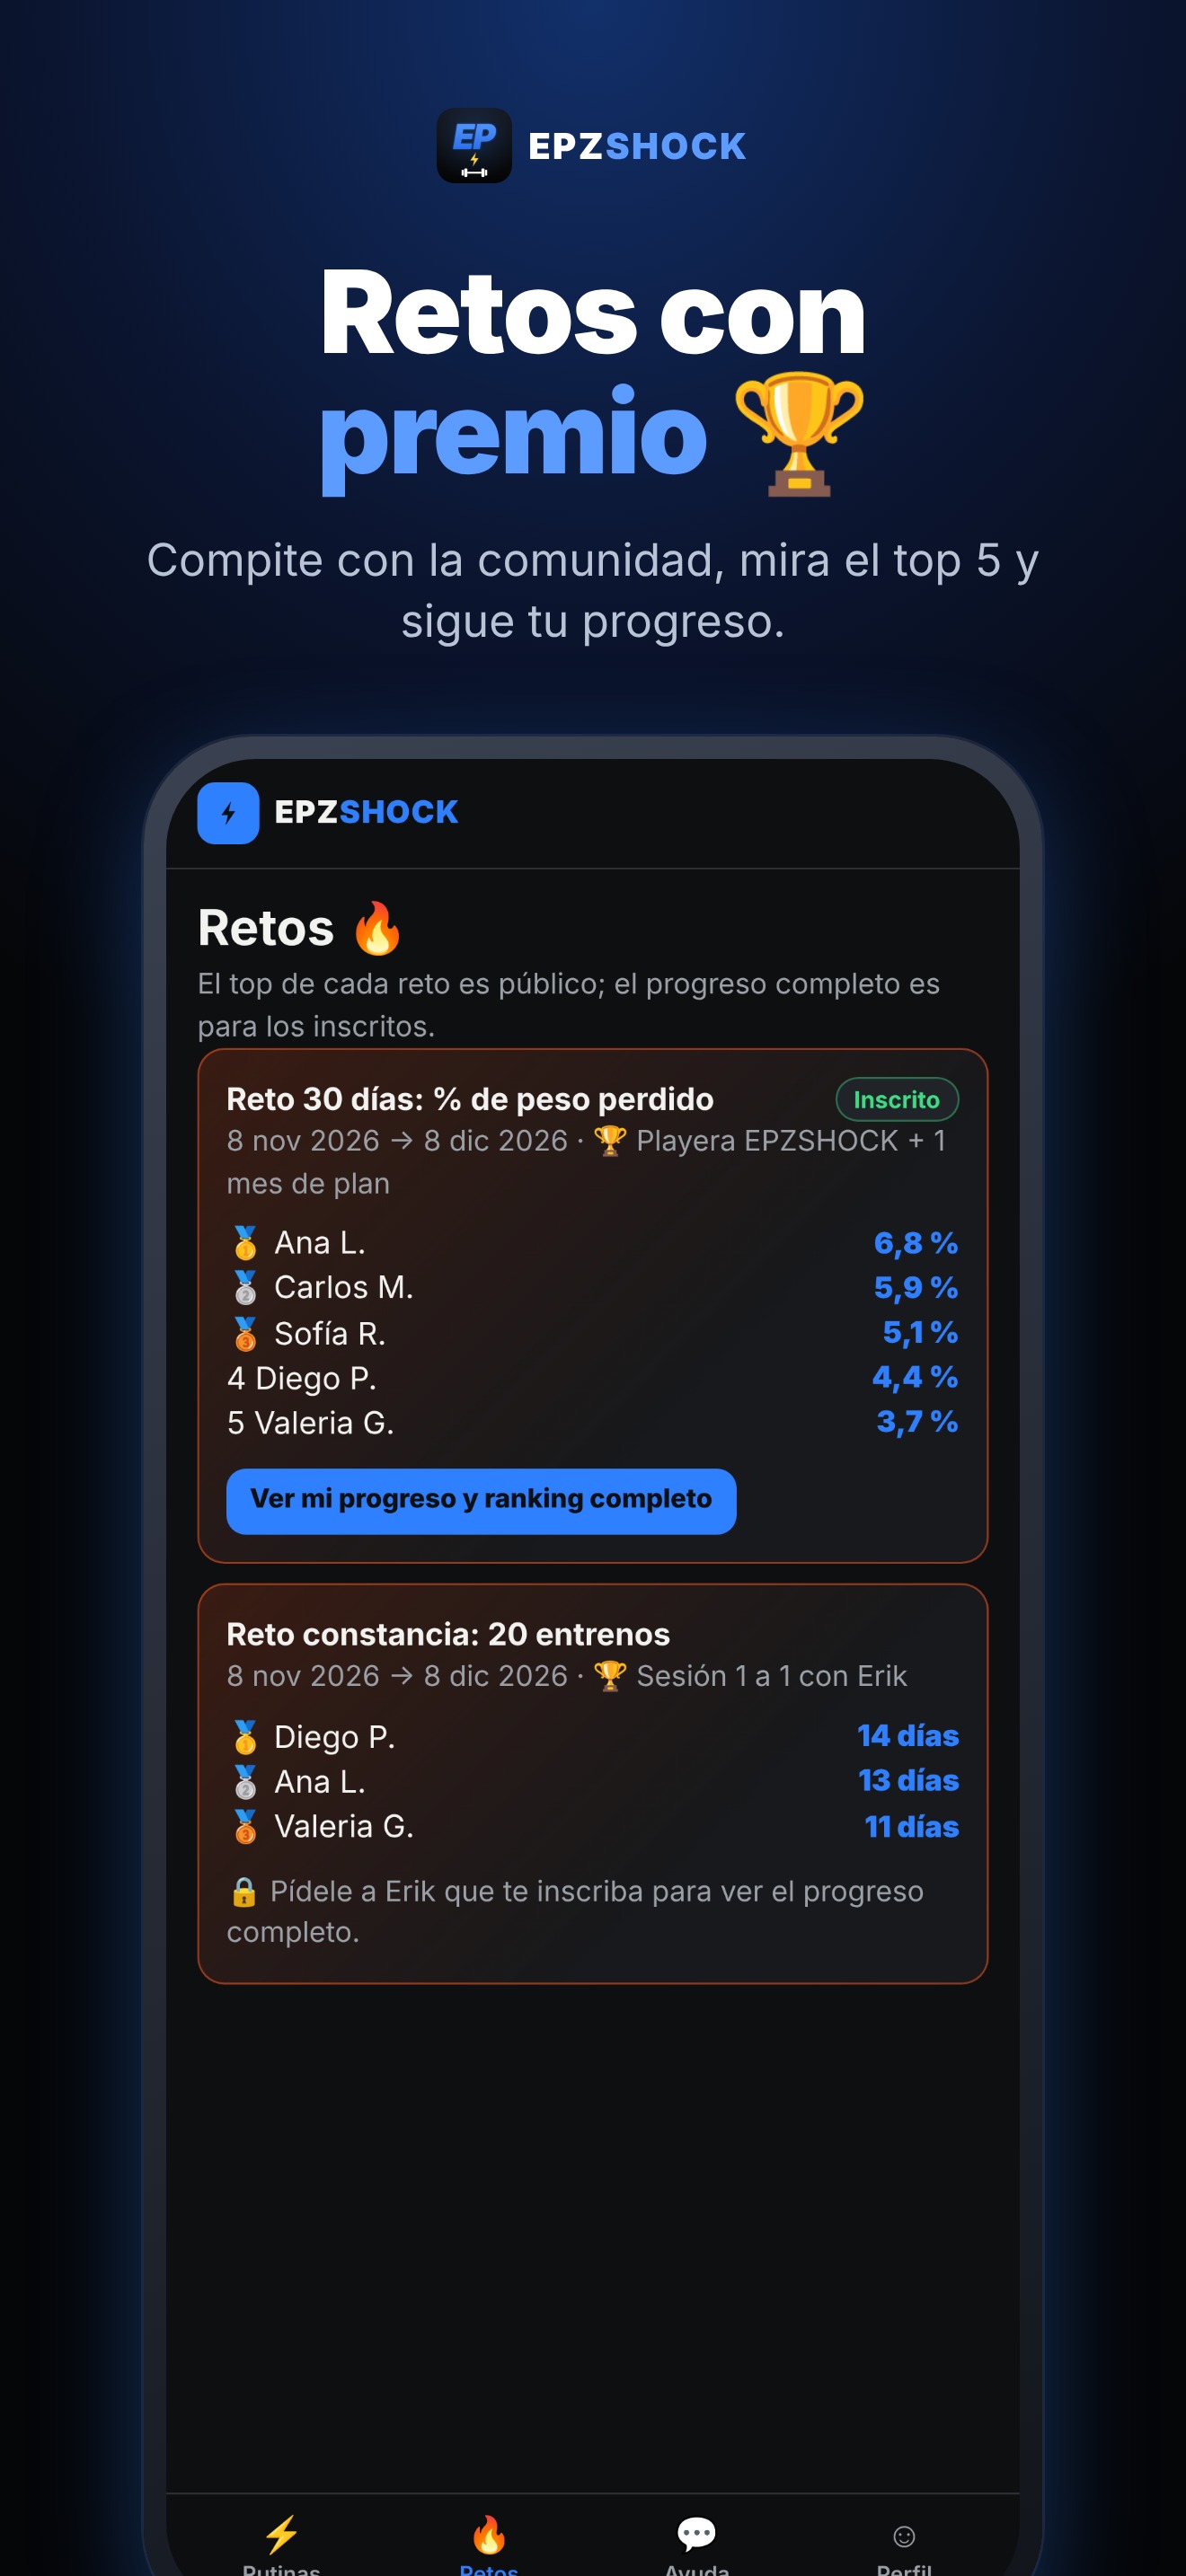 EP
EPZSHOCK
Retos con
premio 🏆
Compite con la comunidad, mira el top 5 y
sigue tu progreso.
EPZSHOCK
Retos 🔥
El top de cada reto es público; el progreso completo es
para los inscritos.
Reto 30 días: % de peso perdido
Inscrito
8 nov 2026 → 8 dic 2026 · 🏆 Playera EPZSHOCK + 1
mes de plan
🥇 Ana L. 6,8 %
🥈 Carlos M. 5,9 %
🥉 Sofía R. 5,1 %
4 Diego P. 4,4 %
5 Valeria G. 3,7 %
Ver mi progreso y ranking completo
Reto constancia: 20 entrenos
8 nov 2026 → 8 dic 2026 · 🏆 Sesión 1 a 1 con Erik
🥇 Diego P. 14 días
🥈 Ana L. 13 días
🥉 Valeria G. 11 días
🔒 Pídele a Erik que te inscriba para ver el progreso
completo.
Rutinas Retos Ayuda Perfil